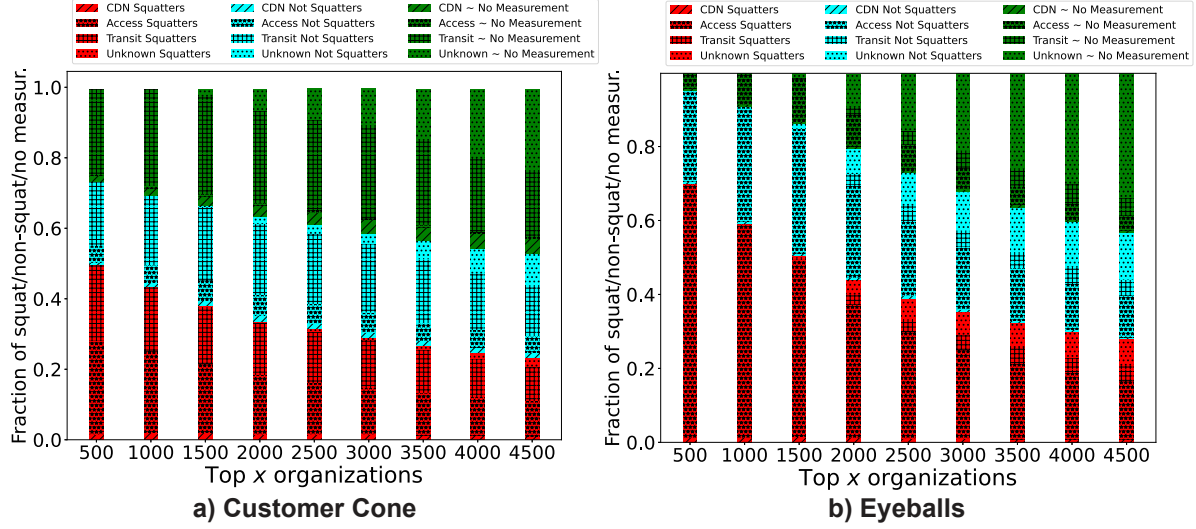 CDN Squatters CDN Not Squatters CDN ~ No Measurement
Access Squatters Access Not Squatters Access ~ No Measurement
Transit Squatters Transit Not Squatters Transit ~ No Measurement
Unknown Squatters Unknown Not Squatters Unknown ~ No Measurement
Fraction of squat/non-squat/no measur.
1.0
0.8
0.6
0.4
0.2
0.0
500 1000 1500 2000 2500 3000 3500 4000 4500
Top x organizations
a) Customer Cone
CDN Squatters CDN Not Squatters CDN ~ No Measurement
Access Squatters Access Not Squatters Access ~ No Measurement
Transit Squatters Transit Not Squatters Transit ~ No Measurement
Unknown Squatters Unknown Not Squatters Unknown ~ No Measurement
Fraction of squat/non-squat/no measur.
0.8
0.6
0.4
0.2
0.0
500 1000 1500 2000 2500 3000 3500 4000 4500
Top x organizations
b) Eyeballs